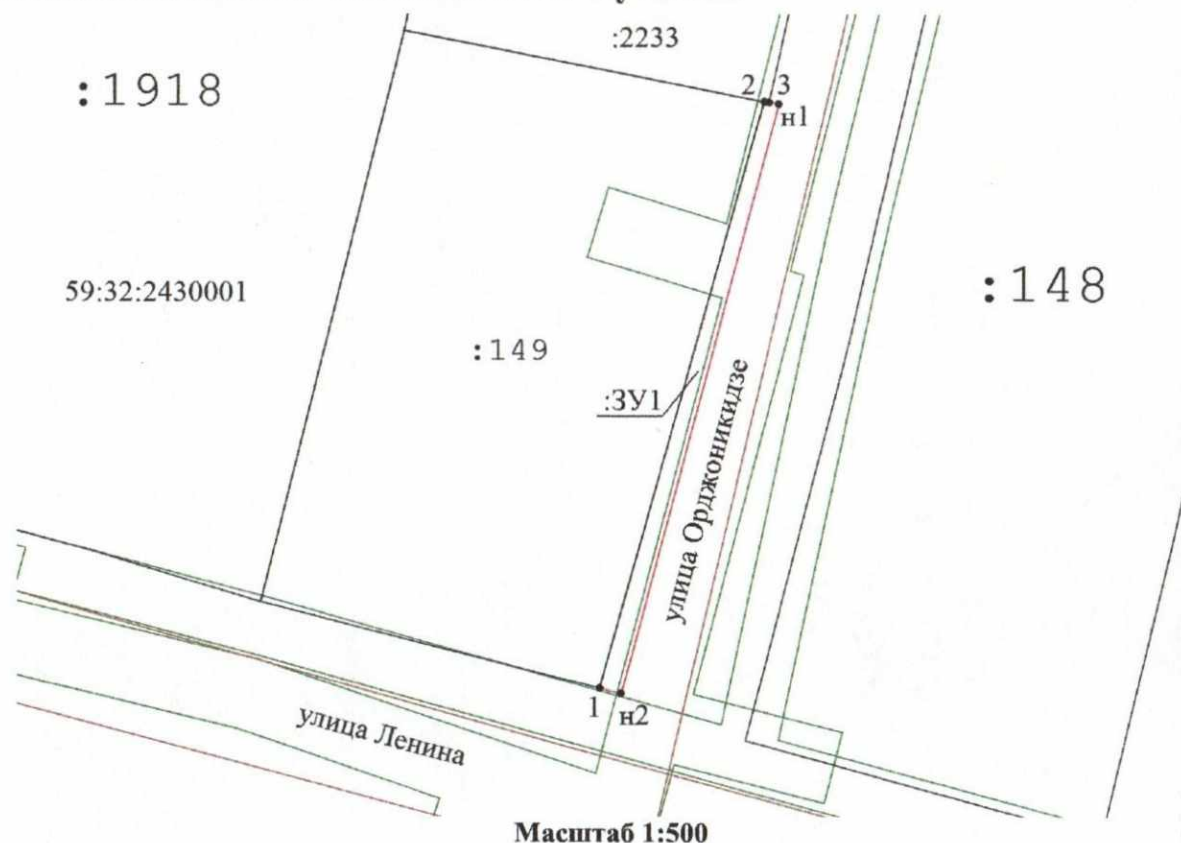 :2233
:1918
2 3
н1
59:32:2430001
:148
:149
:ЗУ1
улица Орджоникидзе
1 н2
улица Ленина
Масштаб 1:500